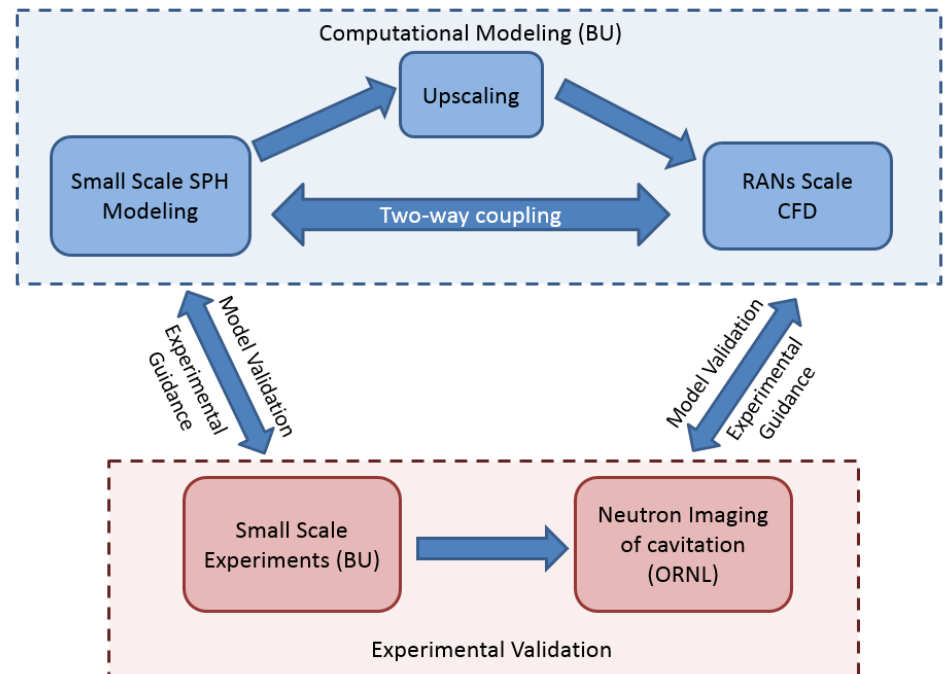 Computational Modeling (BU)
Upscaling
Small Scale SPH
Modeling
RANs Scale
CFD
Two-way coupling
Model Validation
Experimental
Guidance
Model Validation
Experimental
Guidance
Small Scale
Experiments (BU)
Neutron Imaging
of cavitation
(ORNL)
Experimental Validation